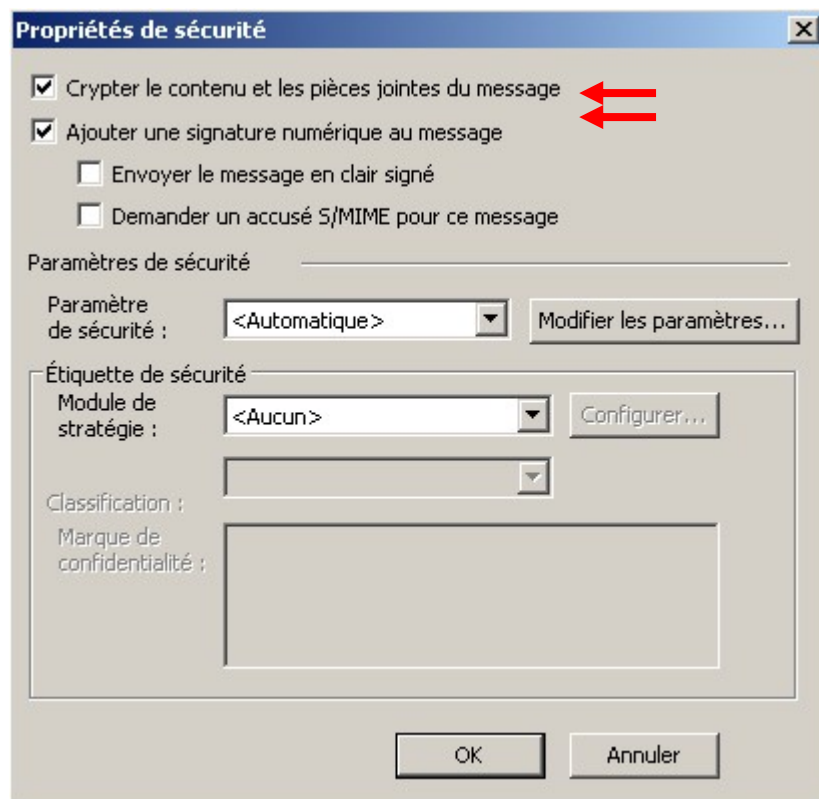 Propriétés de sécurité
Crypter le contenu et les pièces jointes du message
Ajouter une signature numérique au message
Envoyer le message en clair signé
Demander un accusé S/MIME pour ce message
Paramètres de sécurité
Paramètre
de sécurité :
<Automatique>
Modifier les paramètres...
Étiquette de sécurité
Module de
stratégie :
<Aucun>
Configurer...
Classification :
Marque de
confidentialité :
OK
Annuler